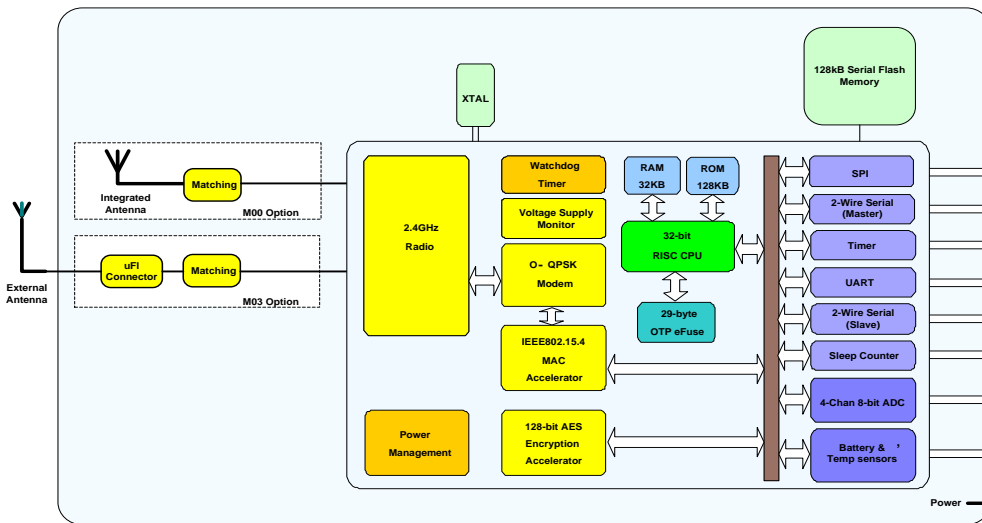 128kB Serial Flash
Memory
XTAL
Integrated
Antenna
Matching
M00 Option
External
Antenna
uFl
Connector
Matching
M03 Option
2.4GHz
Radio
Watchdog
Timer
Voltage Supply
Monitor
O- QPSK
Modem
IEEE802.15.4
MAC
Accelerator
Power
Management
128-bit AES
Encryption
Accelerator
RAM
32KB
ROM
128KB
32-bit
RISC CPU
29-byte
OTP eFuse
SPI
2-Wire Serial
(Master)
Timer
UART
2-Wire Serial
(Slave)
Sleep Counter
4-Chan 8-bit ADC
Battery & '
Temp sensors
Power